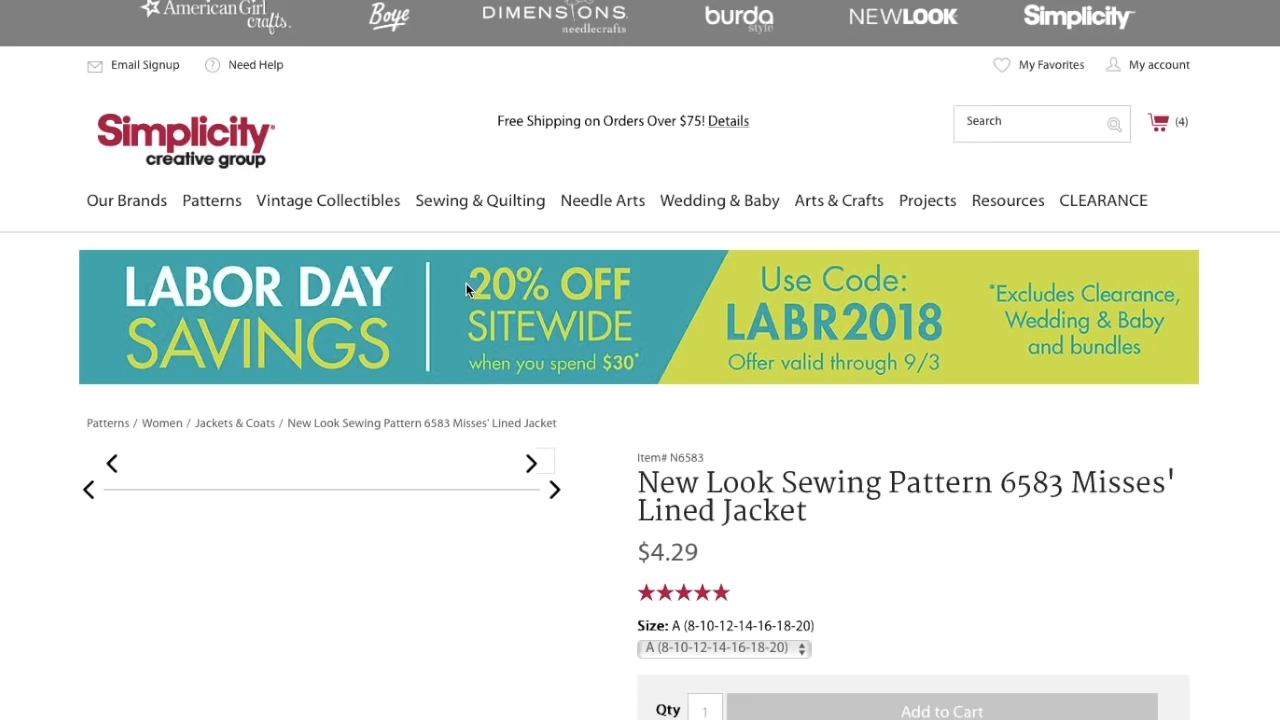 AmericanGirl crafts. Boye DIMENSIONS. needlecrafts burda style NEWLOOK Simplicity
Email Signup Need Help My Favorites My account
Simplicity creative group
Free Shipping on Orders Over $75! Details
Search (4)
Our Brands Patterns Vintage Collectibles Sewing & Quilting Needle Arts Wedding & Baby Arts & Crafts Projects Resources CLEARANCE
LABOR DAY
SAVINGS
20% OFF
SITEWIDE
when you spend $30*
Use Code:
LABR2018
Offer valid through 9/3
*Excludes Clearance,
Wedding & Baby
and bundles
Patterns / Women / Jackets & Coats / New Look Sewing Pattern 6583 Misses' Lined Jacket
Item# N6583
New Look Sewing Pattern 6583 Misses'
Lined Jacket
$4.29
Size: A (8-10-12-14-16-18-20)
A (8-10-12-14-16-18-20)
Qty 1 Add to Cart